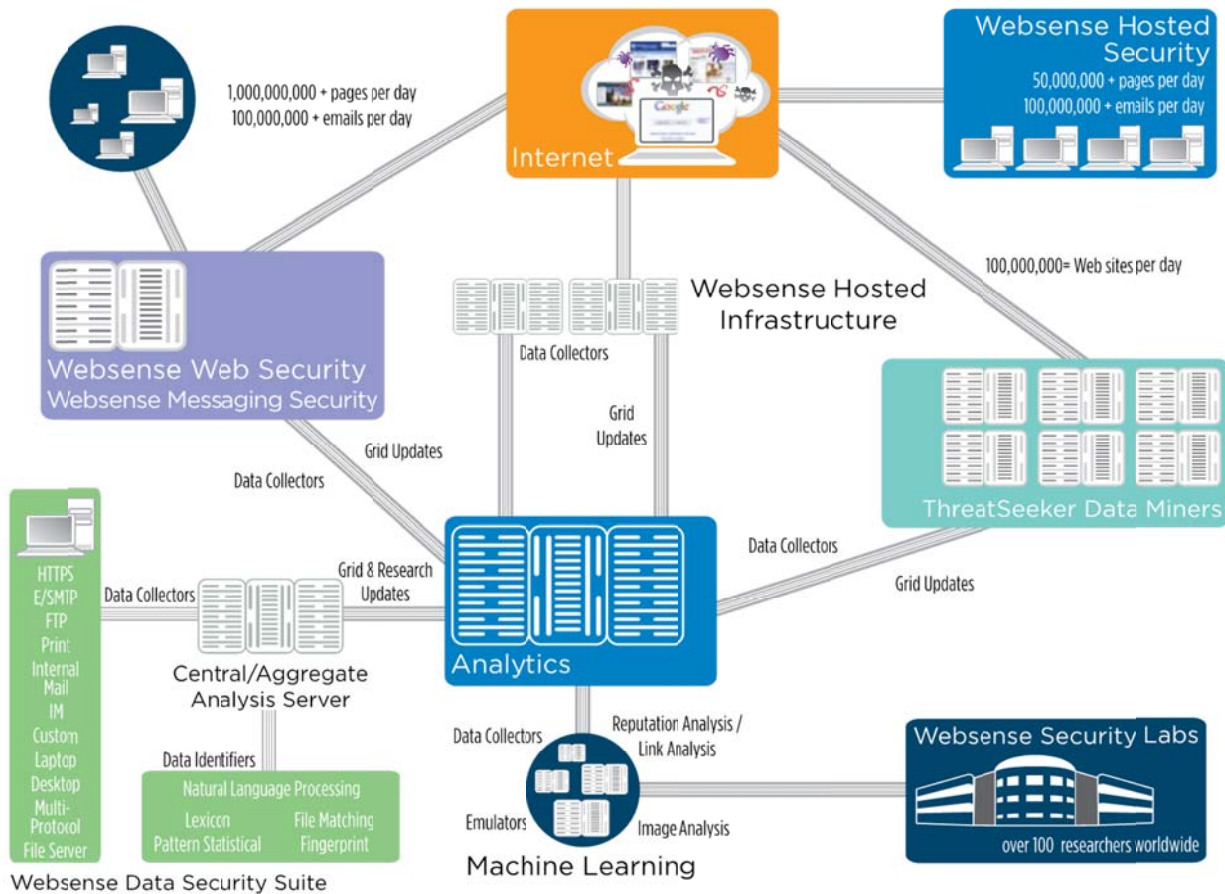 1,000,000,000 + pages per day
100,000,000 + emails per day
Google
Internet
Websense Hosted
Security
50,000,000 + pages per day
100,000,000 + emails per day
100,000,000= Web sites per day
Websense Hosted
Infrastructure
Data Collectors
Grid
Updates
Websense Web Security
Websense Messaging Security
Grid Updates
Data Collectors
ThreatSeeker Data Miners
Data Collectors
Grid Updates
HTTPS
E/SMTP
FTP
Print
Internal
Mail
IM
Custom
Laptop
Desktop
Multi-
Protocol
File Server
Data Collectors
Grid & Research
Updates
Central/Aggregate
Analysis Server
Analytics
Data Identifiers
Natural Language Processing
Lexicon
File Matching
Pattern Statistical
Fingerprint
Websense Data Security Suite
Data Collectors
Reputation Analysis /
Link Analysis
Emulators
Image Analysis
Machine Learning
Websense Security Labs
over 100 researchers worldwide